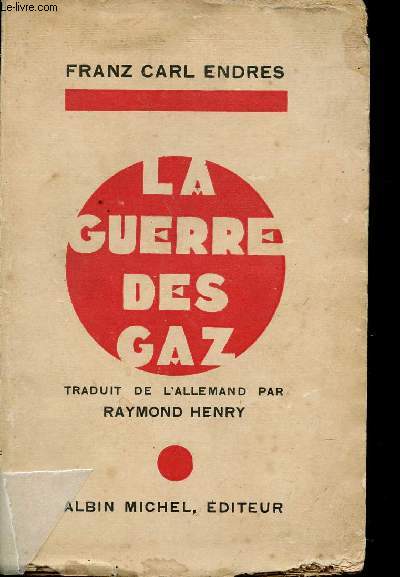 © Le-livre.com
FRANZ CARL ENDRES
LA
GUERRE
DES
GAZ
TRADUIT DE L'ALLEMAND PAR
RAYMOND HENRY
ALBIN MICHEL, ÉDITEUR